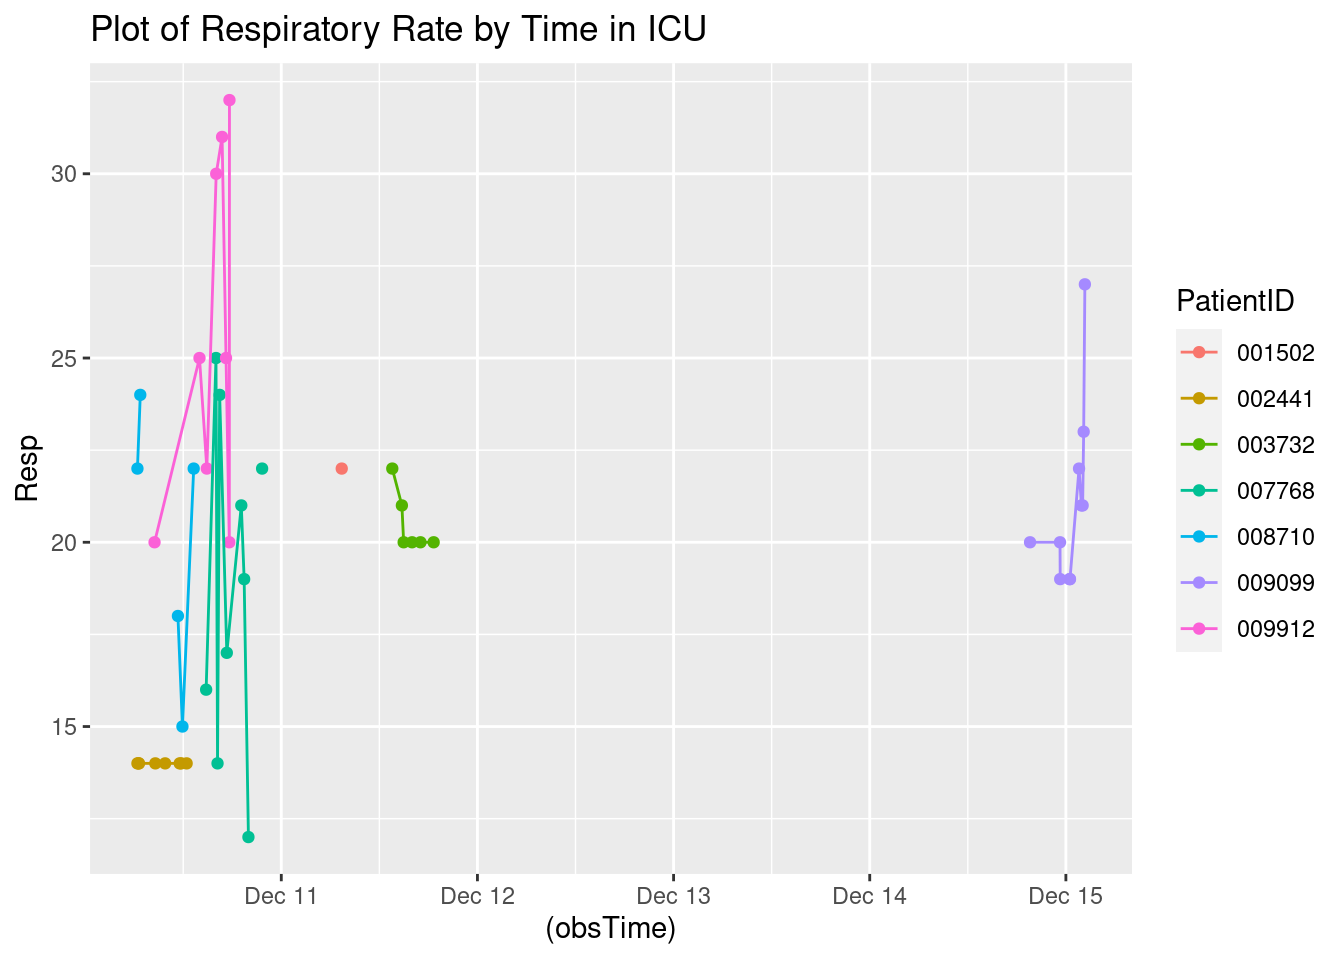 Plot of Respiratory Rate by Time in ICU
Resp
30
25
20
15
Dec 11
Dec 12
Dec 13
Dec 14
Dec 15
(obsTime)
PatientID
001502
002441
003732
007768
008710
009099
009912